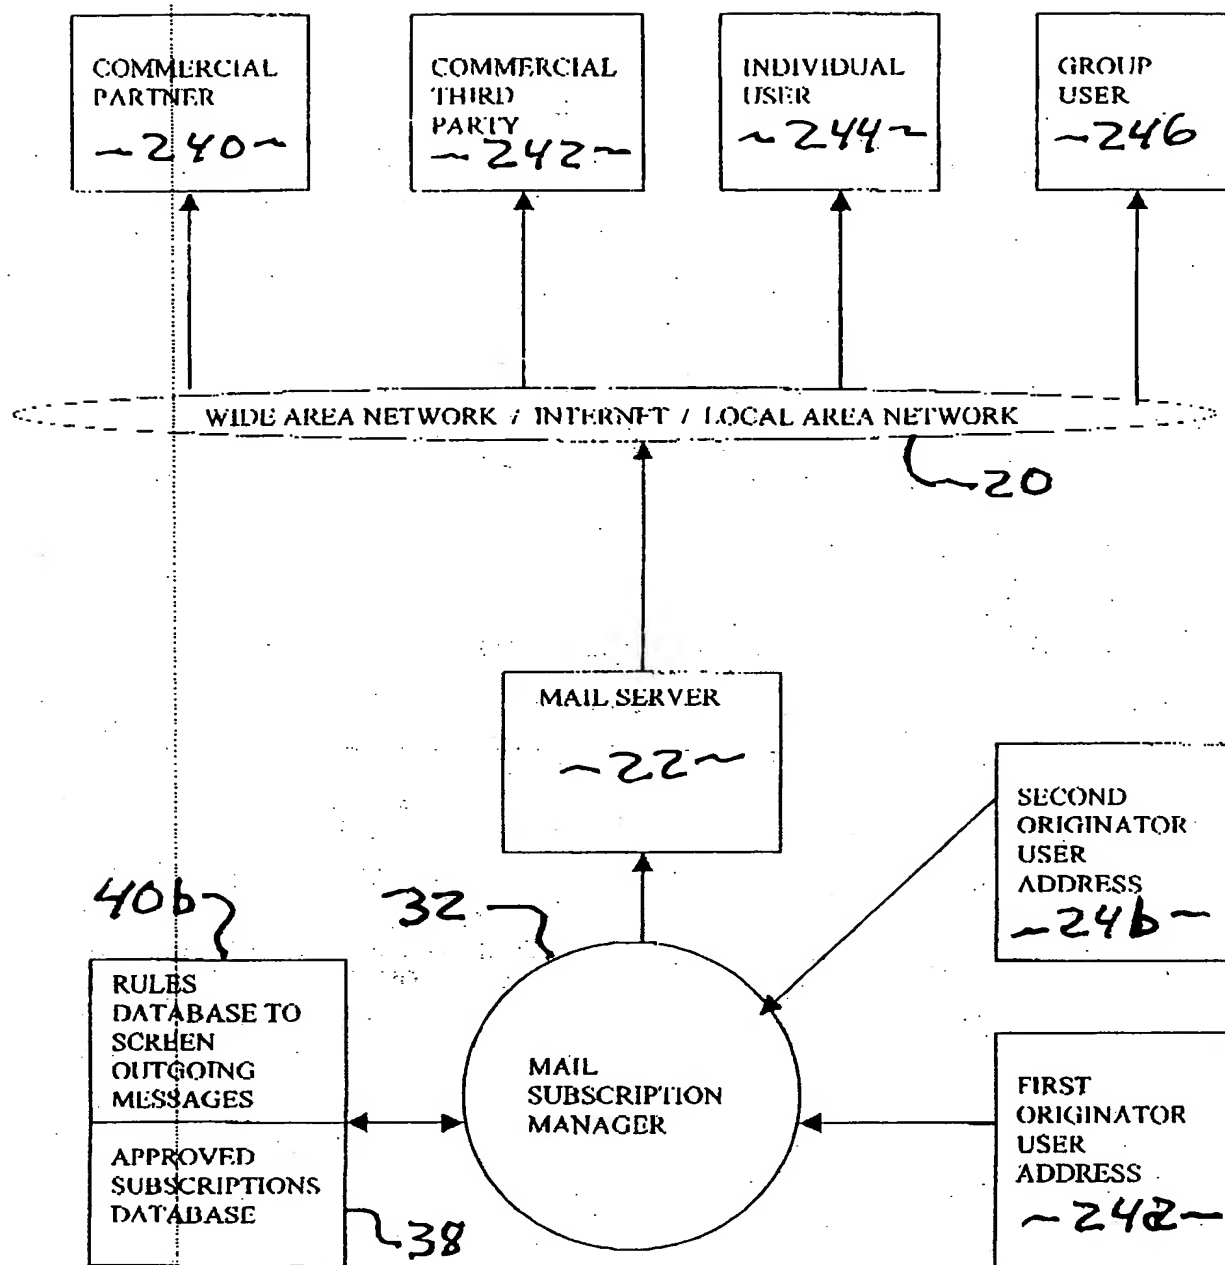 COMMERCIAL
PARTNER
~240~
COMMERCIAL
THIRD
PARTY
~242~
INDIVIDUAL
USER
~244~
GROUP
USER
~246
WIDE AREA NETWORK / INTERNET / LOCAL AREA NETWORK
20
MAIL SERVER
~22~
SECOND
ORIGINATOR
USER
ADDRESS
~24b~
40b
32
RULES
DATABASE TO
SCREEN
OUTGOING
MESSAGES
APPROVED
SUBSCRIPTIONS
DATABASE
38
MAIL
SUBSCRIPTION
MANAGER
FIRST
ORIGINATOR
USER
ADDRESS
~24a~